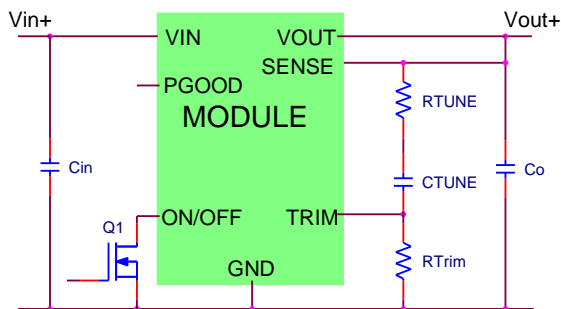 Vin+
Vout+
VIN
VOUT
SENSE
PGOOD
MODULE
RTUNE
Cin
CTUNE
Co
Q1
ON/OFF
TRIM
RTrim
GND